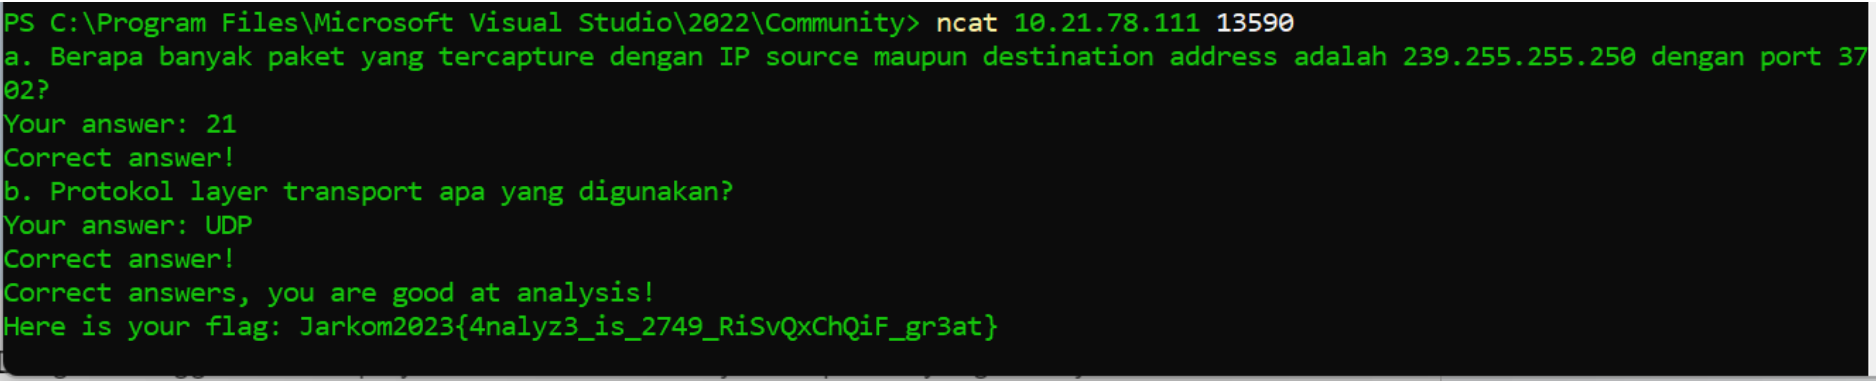 PS C:\Program Files\Microsoft Visual Studio\2022\Community> ncat 10.21.78.111 13590
a. Berapa banyak paket yang tercapture dengan IP source maupun destination address adalah 239.255.255.250 dengan port 37
02?
Your answer: 21
Correct answer!
b. Protokol layer transport apa yang digunakan?
Your answer: UDP
Correct answer!
Correct answers, you are good at analysis!
Here is your flag: Jarkom2023{4nalyz3_is_2749_RiSvQxChQiF_gr3at}